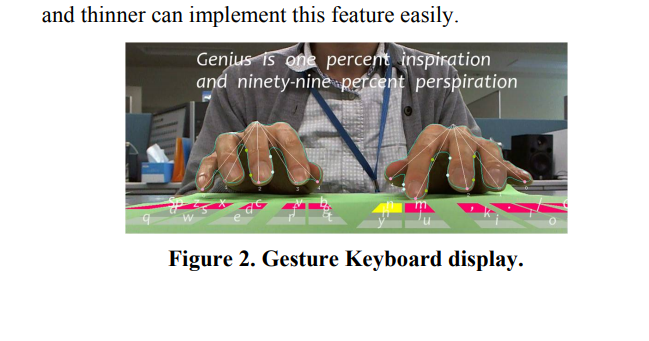 and thinner can implement this feature easily.
Genius is one percent inspiration
and ninety-nine percent perspiration
q w e r t y u i o
Figure 2. Gesture Keyboard display.